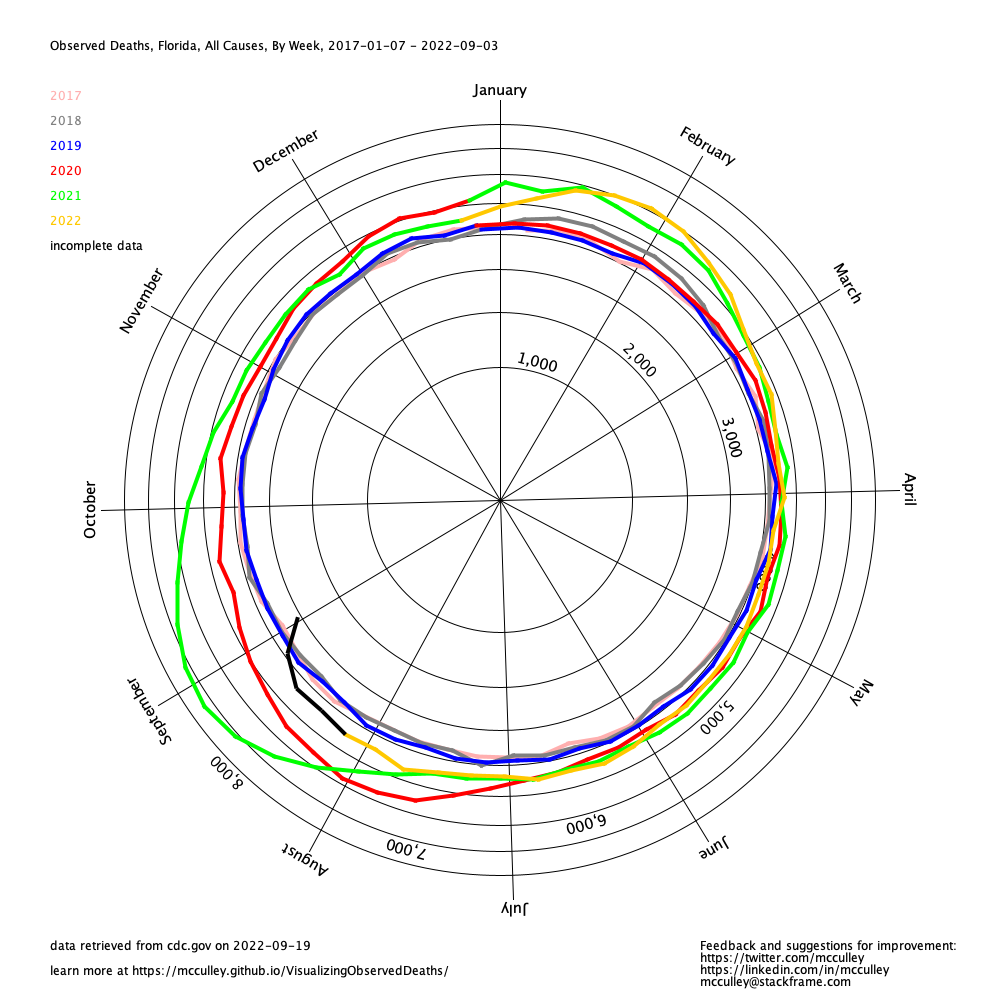 Observed Deaths, Florida, All Causes, By Week, 2017-01-07 - 2022-09-03
2017
2018
2019
2020
2021
2022
incomplete data
January
February
March
April
May
June
July
August
September
October
November
December
1,000
2,000
3,000
5,000
6,000
7,000
8,000
data retrieved from cdc.gov on 2022-09-19
learn more at https://mcculley.github.io/VisualizingObservedDeaths/
Feedback and suggestions for improvement:
https://twitter.com/mcculley
https://linkedin.com/in/mcculley
mcculley@stackframe.com